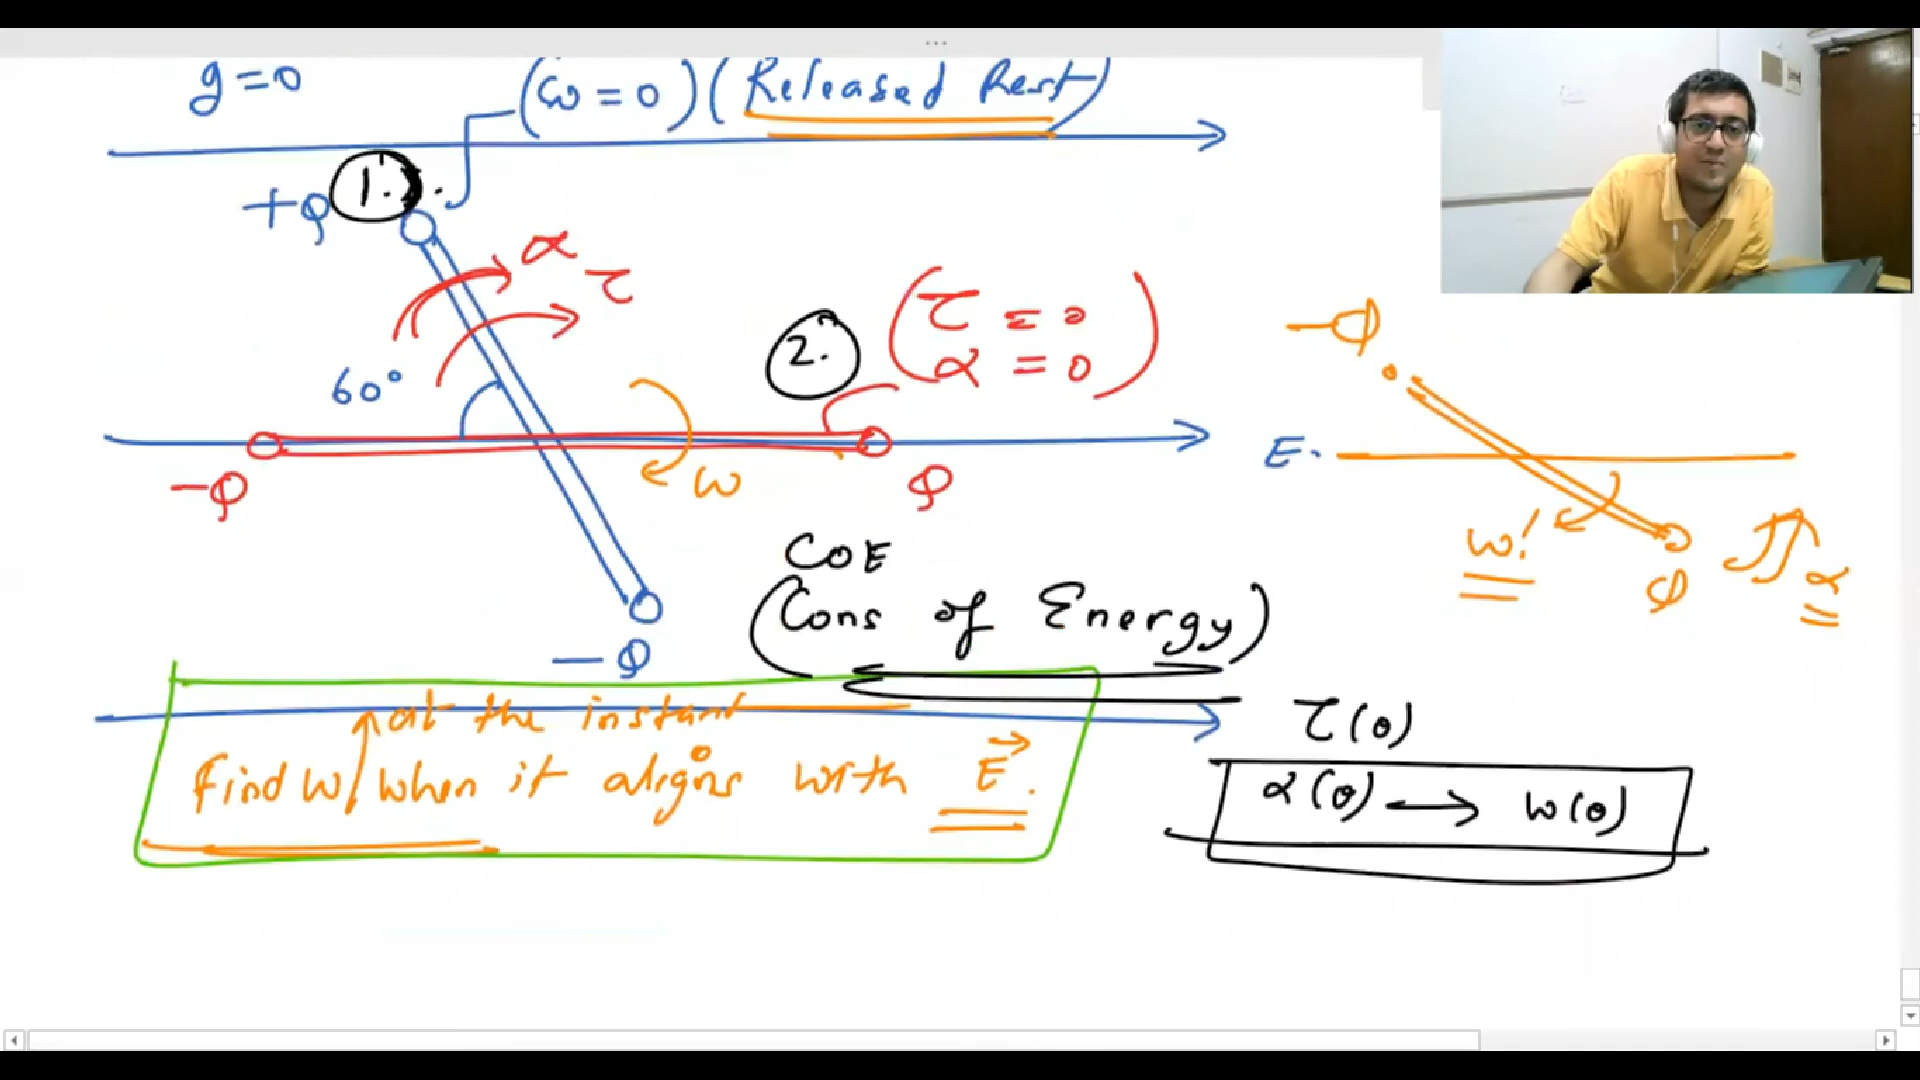 g=0
(ω=0) (Released Rest)
+φ
1.
α
τ
60°
2.
(τ = 0
α = 0)
-φ
-φ
φ
ω
E.
ω!
φ
α
COE
(Cons of Energy)
-φ
at the instant
find ω when it aligns with E.
τ(θ)
α(θ) → ω(θ)